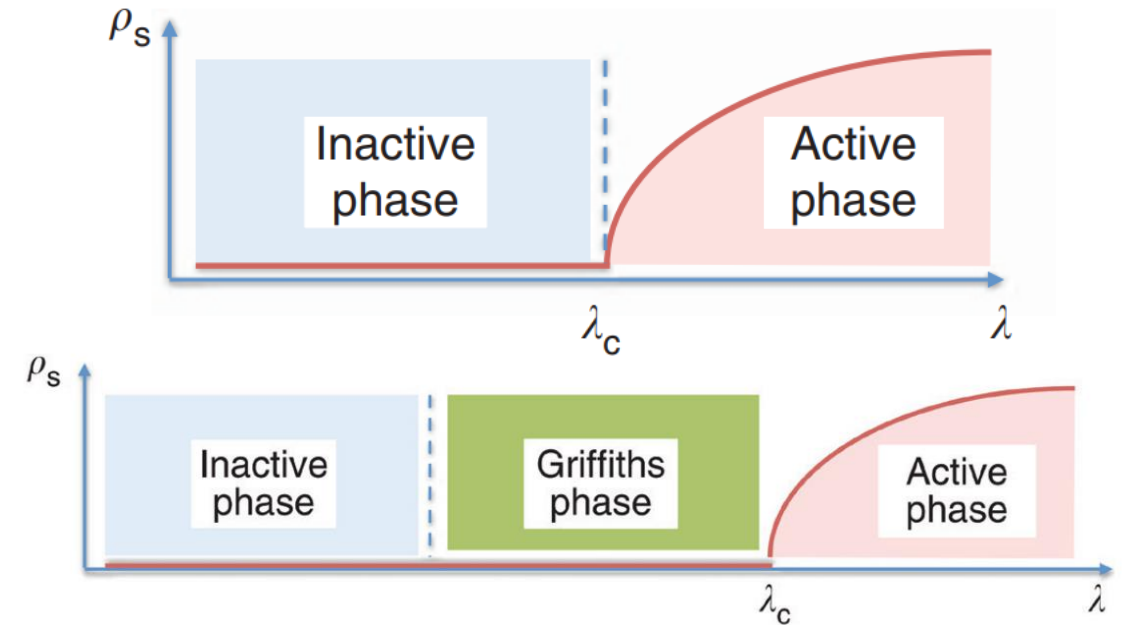 ρs
Inactive
phase
Active
phase
λc
λ
ρs
Inactive
phase
Griffiths
phase
Active
phase
λc
λ